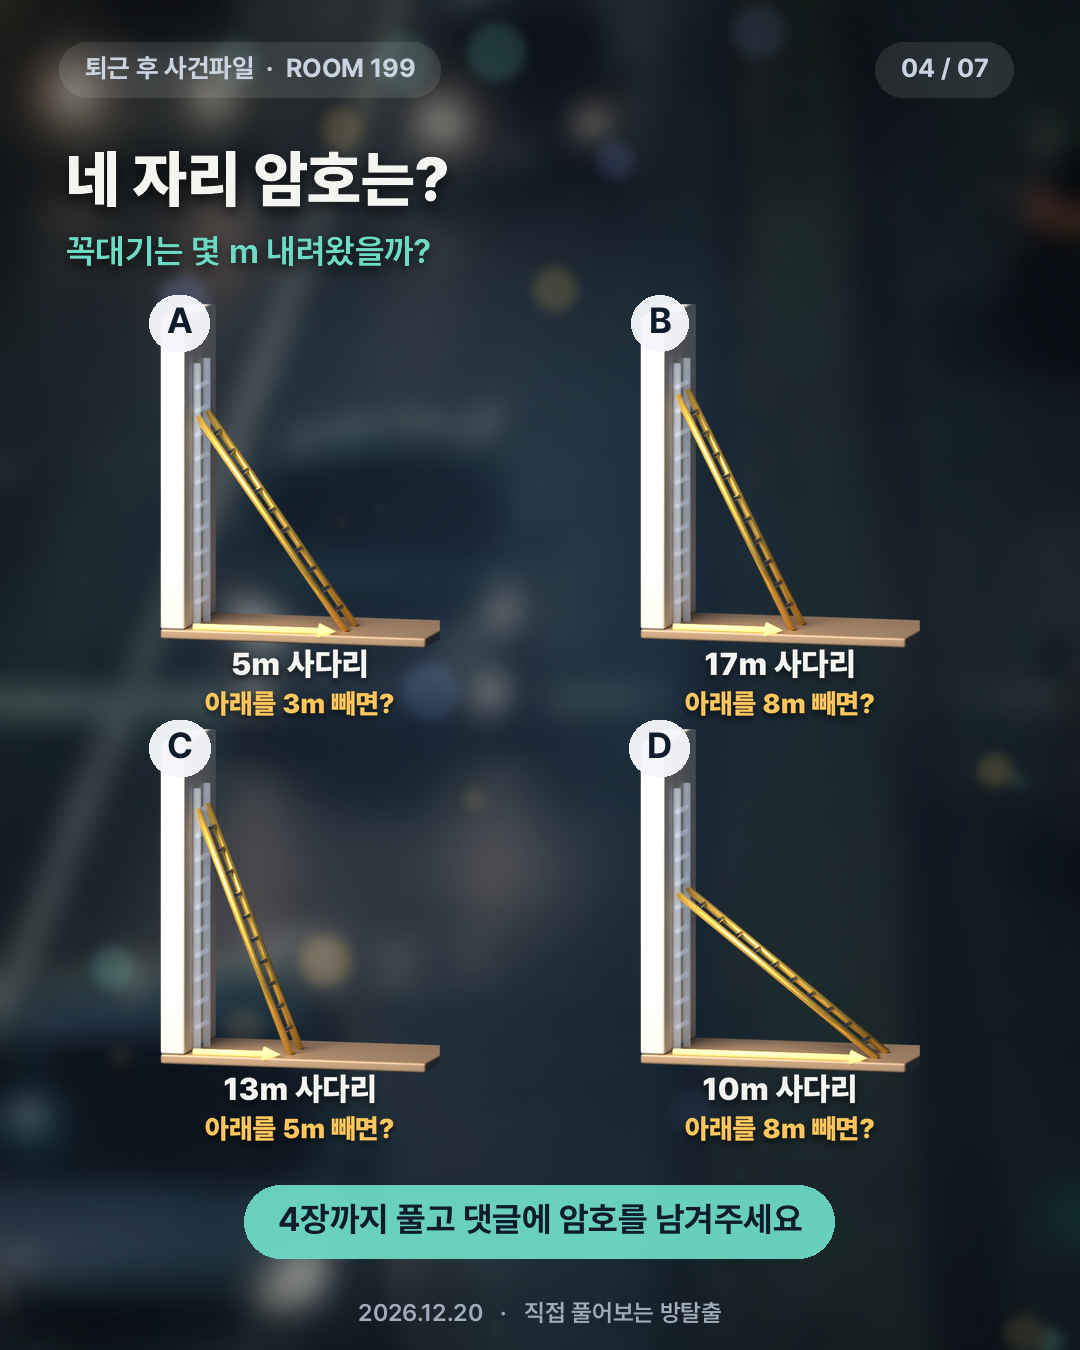 퇴근 후 사건파일 · ROOM 199
04 / 07
네 자리 암호는?
꼭대기는 몇 m 내려왔을까?
A
B
5m 사다리
아래를 3m 빼면?
17m 사다리
아래를 8m 빼면?
C
D
13m 사다리
아래를 5m 빼면?
10m 사다리
아래를 8m 빼면?
4장까지 풀고 댓글에 암호를 남겨주세요
2026.12.20 · 직접 풀어보는 방탈출